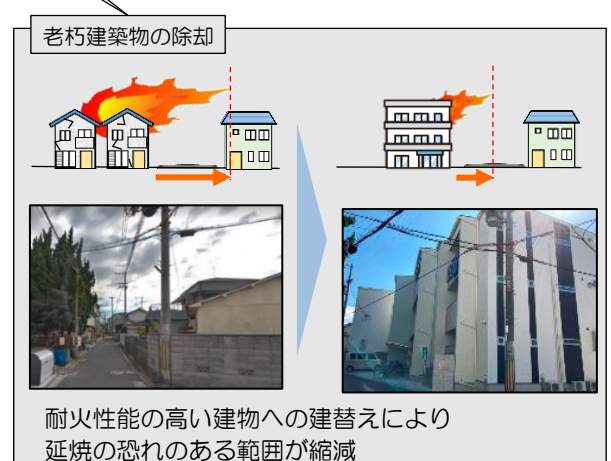 老朽建築物の除却
耐火性能の高い建物への建替えにより
延焼の恐れのある範囲が縮減